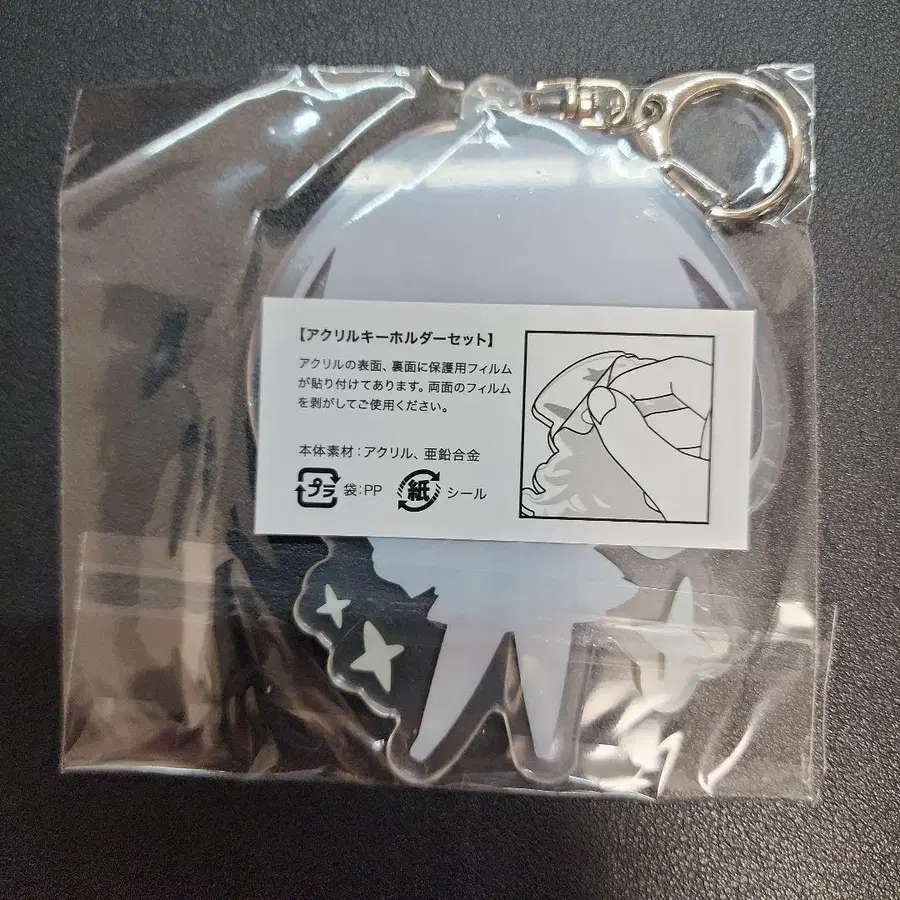 【アクリルキーホルダーセット】
アクリルの表面、裏面に保護用フィルム
が貼り付けてあります。両面のフィルム
を剥がしてご使用ください。
本体素材：アクリル、亜鉛合金
プラ 袋：PP 紙 シール